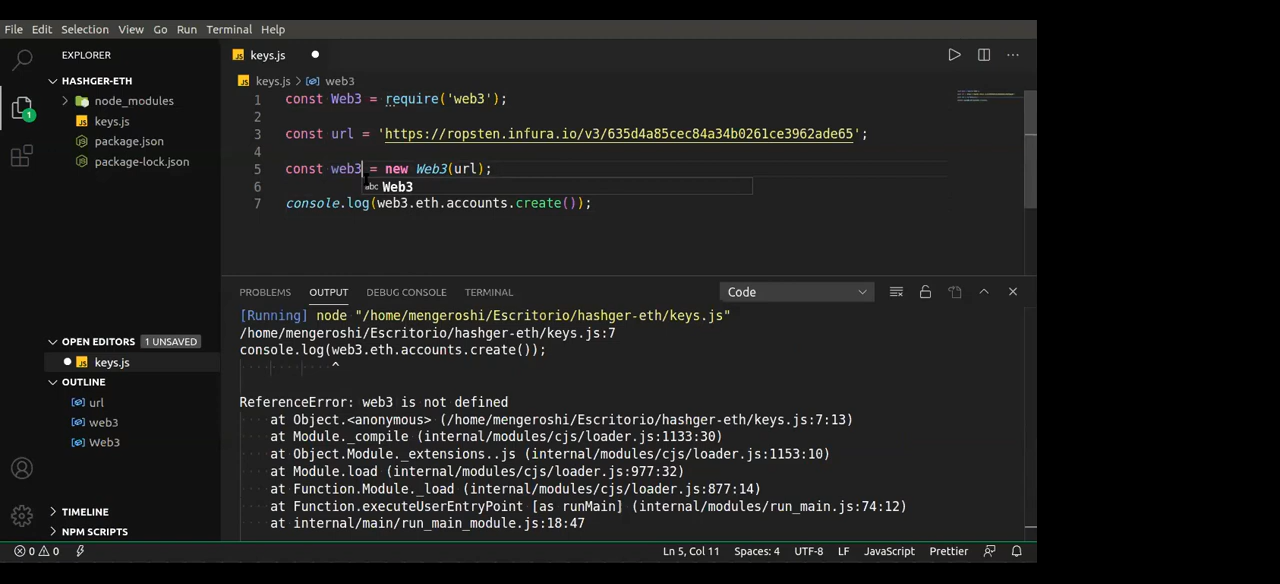 File Edit Selection View Go Run Terminal Help
EXPLORER
HASHGER-ETH
node_modules
JS keys.js
package.json
package-lock.json
OPEN EDITORS 1 UNSAVED
JS keys.js
OUTLINE
url
web3
Web3
TIMELINE
NPM SCRIPTS
1
JS keys.js
JS keys.js > web3
1 const Web3 = require('web3');
2
3 const url = 'https://ropsten.infura.io/v3/635d4a85cec84a34b0261ce3962ade65';
4
5 const web3 = new Web3(url);
abc Web3
6
7 console.log(web3.eth.accounts.create());
PROBLEMS OUTPUT DEBUG CONSOLE TERMINAL Code
[Running] node "/home/mengeroshi/Escritorio/hashger-eth/keys.js"
/home/mengeroshi/Escritorio/hashger-eth/keys.js:7
console.log(web3.eth.accounts.create());
^
ReferenceError: web3 is not defined
at Object.<anonymous> (/home/mengeroshi/Escritorio/hashger-eth/keys.js:7:13)
at Module._compile (internal/modules/cjs/loader.js:1133:30)
at Object.Module._extensions..js (internal/modules/cjs/loader.js:1153:10)
at Module.load (internal/modules/cjs/loader.js:977:32)
at Function.Module._load (internal/modules/cjs/loader.js:877:14)
at Function.executeUserEntryPoint [as runMain] (internal/modules/run_main.js:74:12)
at internal/main/run_main_module.js:18:47
0 0 Ln 5, Col 11 Spaces: 4 UTF-8 LF JavaScript Prettier